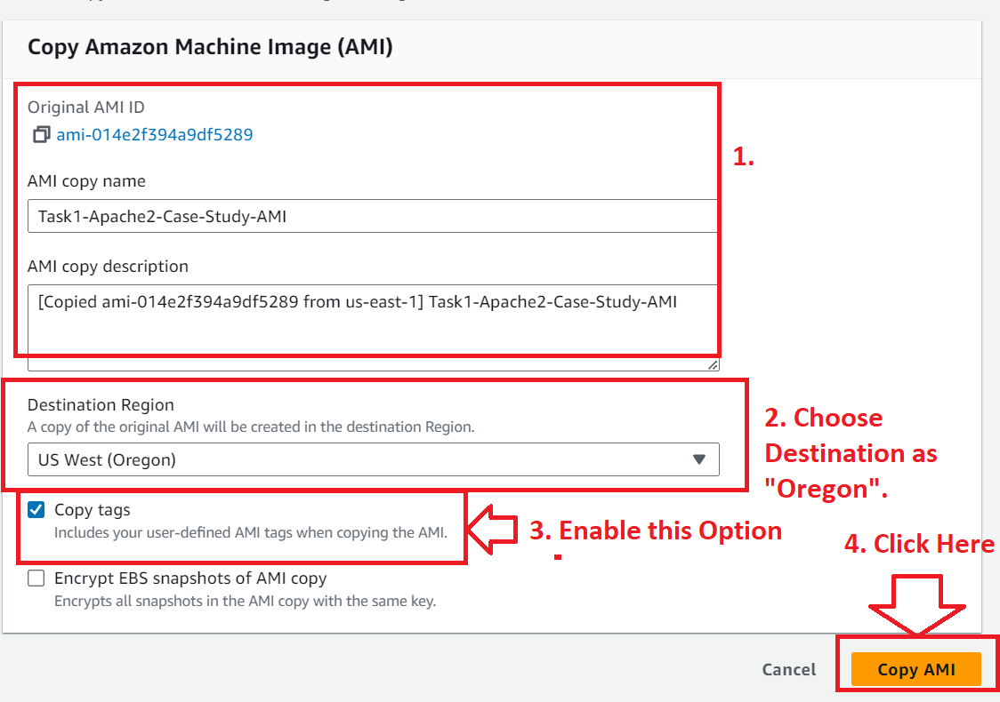 Copy Amazon Machine Image (AMI)
Original AMI ID
ami-014e2f394a9df5289
1.
AMI copy name
Task1-Apache2-Case-Study-AMI
AMI copy description
[Copied ami-014e2f394a9df5289 from us-east-1] Task1-Apache2-Case-Study-AMI
Destination Region
A copy of the original AMI will be created in the destination Region.
US West (Oregon)
2. Choose
Destination as
"Oregon".
Copy tags
Includes your user-defined AMI tags when copying the AMI.
3. Enable this Option
4. Click Here
Encrypt EBS snapshots of AMI copy
Encrypts all snapshots in the AMI copy with the same key.
Cancel
Copy AMI